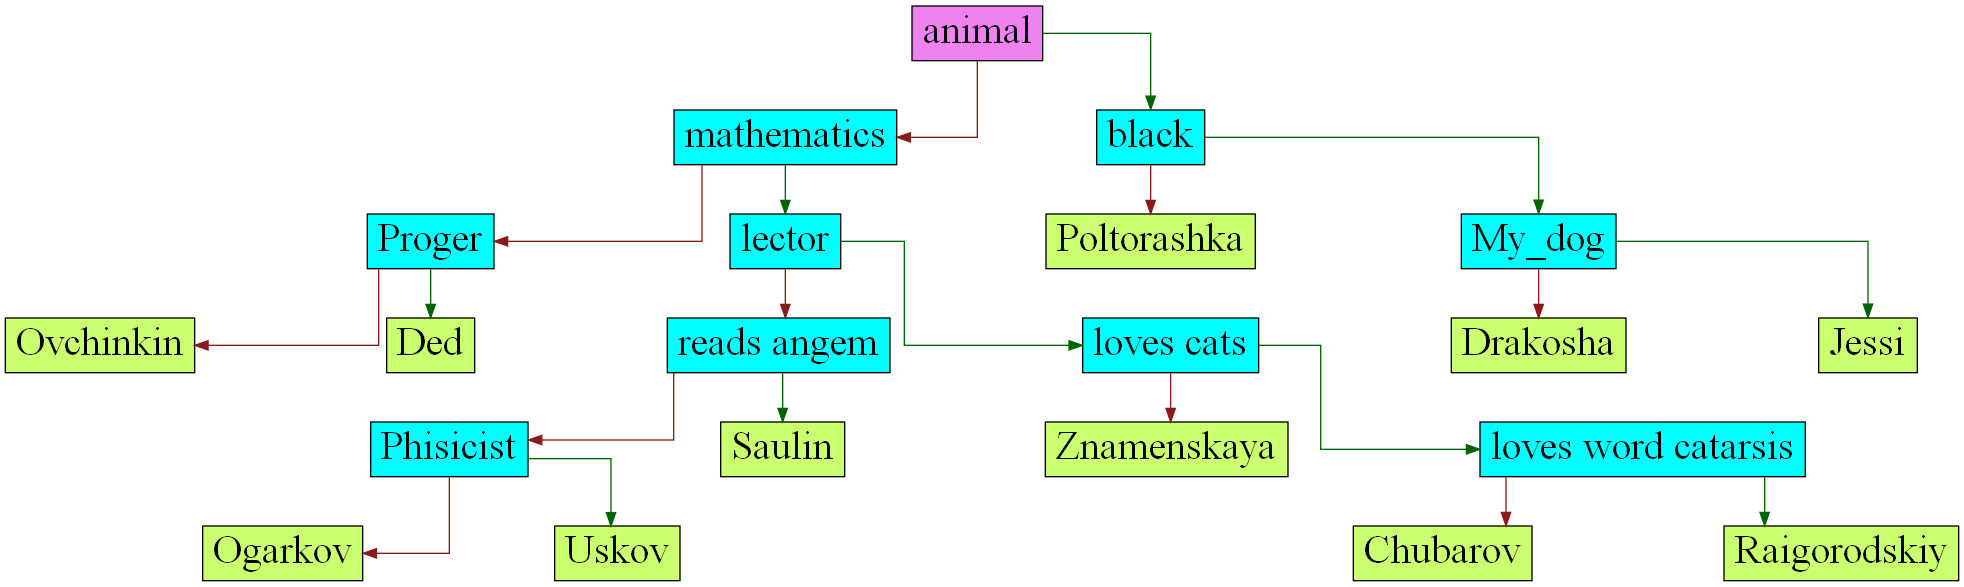 animal
mathematics
black
Proger
lector
Poltorashka
My_dog
Ovchinkin
Ded
reads angem
loves cats
Drakosha
Jessi
Phisicist
Saulin
Znamenskaya
loves word catarsis
Ogarkov
Uskov
Chubarov
Raigorodskiy